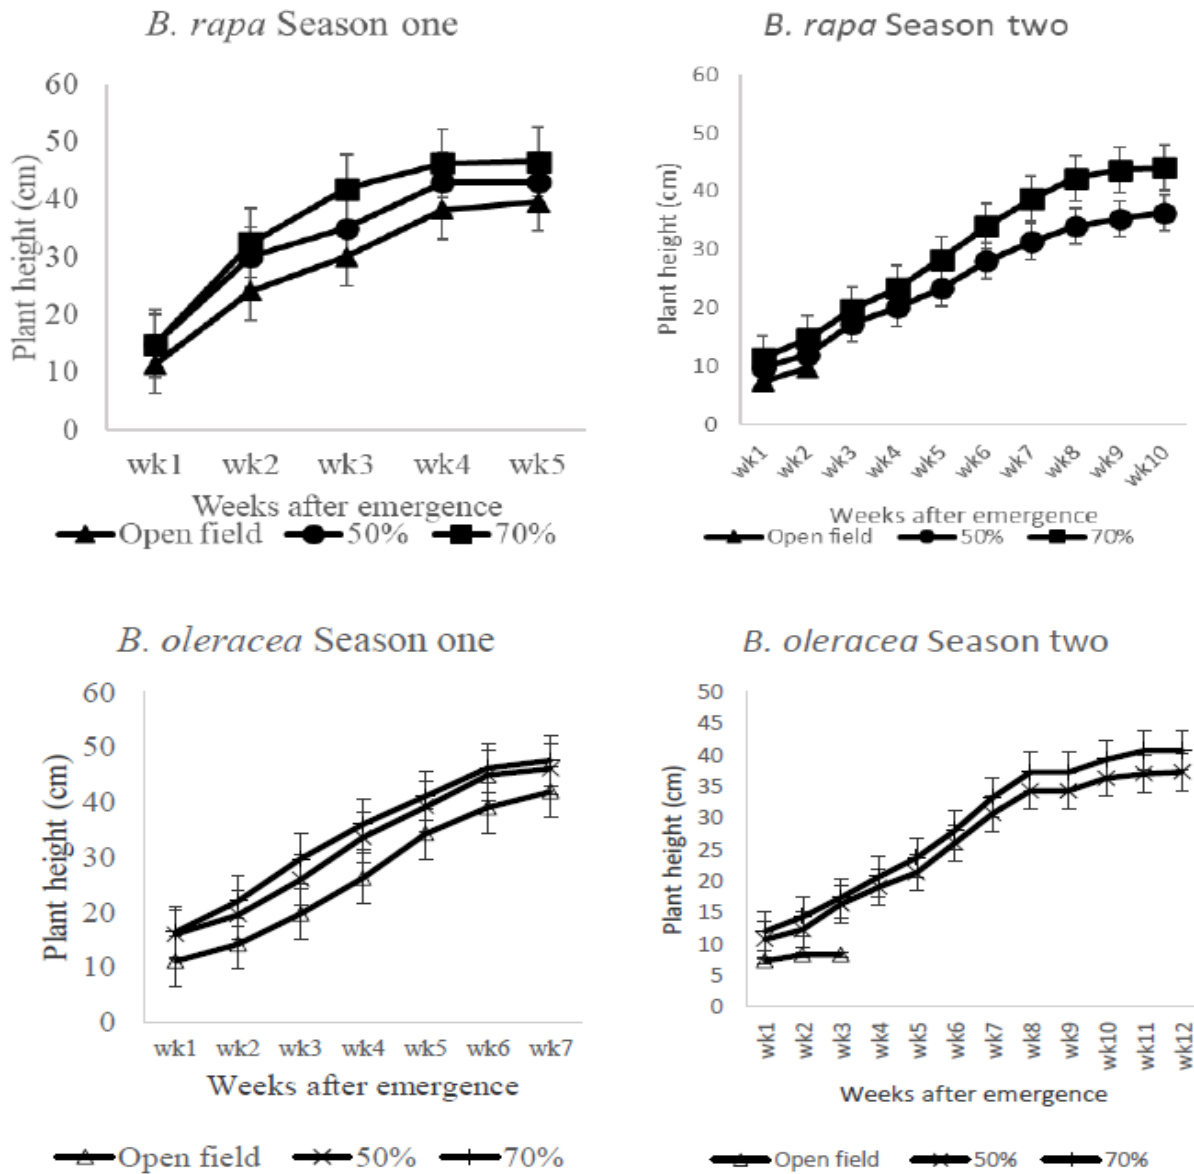 B. rapa Season one
60
50
40
30
20
10
0
Plant height (cm)
wk1 wk2 wk3 wk4 wk5
Weeks after emergence
Open field 50% 70%
B. rapa Season two
60
50
40
30
20
10
0
Plant height (cm)
wk1 wk2 wk3 wk4 wk5 wk6 wk7 wk8 wk9 wk10
Weeks after emergence
Open field 50% 70%
B. oleracea Season one
60
50
40
30
20
10
0
Plant height (cm)
wk1 wk2 wk3 wk4 wk5 wk6 wk7
Weeks after emergence
Open field 50% 70%
B. oleracea Season two
50
45
40
35
30
25
20
15
10
5
0
Plant height (cm)
wk1 wk2 wk3 wk4 wk5 wk6 wk7 wk8 wk9 wk10 wk11 wk12
Weeks after emergence
Open field 50% 70%